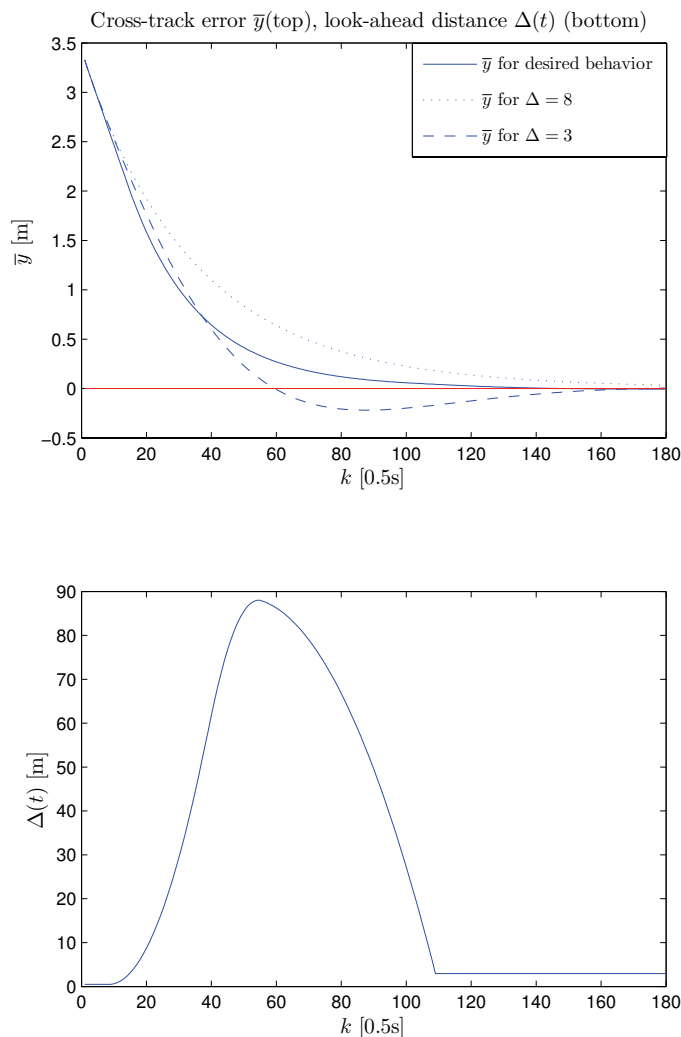 Cross-track error y̅(top), look-ahead distance Δ(t) (bottom)
3.5
3
2.5
2
1.5
1
0.5
0
−0.5
y̅ [m]
y̅ for desired behavior
y̅ for Δ = 8
y̅ for Δ = 3
0 20 40 60 80 100 120 140 160 180
k [0.5s]
90
80
70
60
50
40
30
20
10
0
Δ(t) [m]
0 20 40 60 80 100 120 140 160 180
k [0.5s]